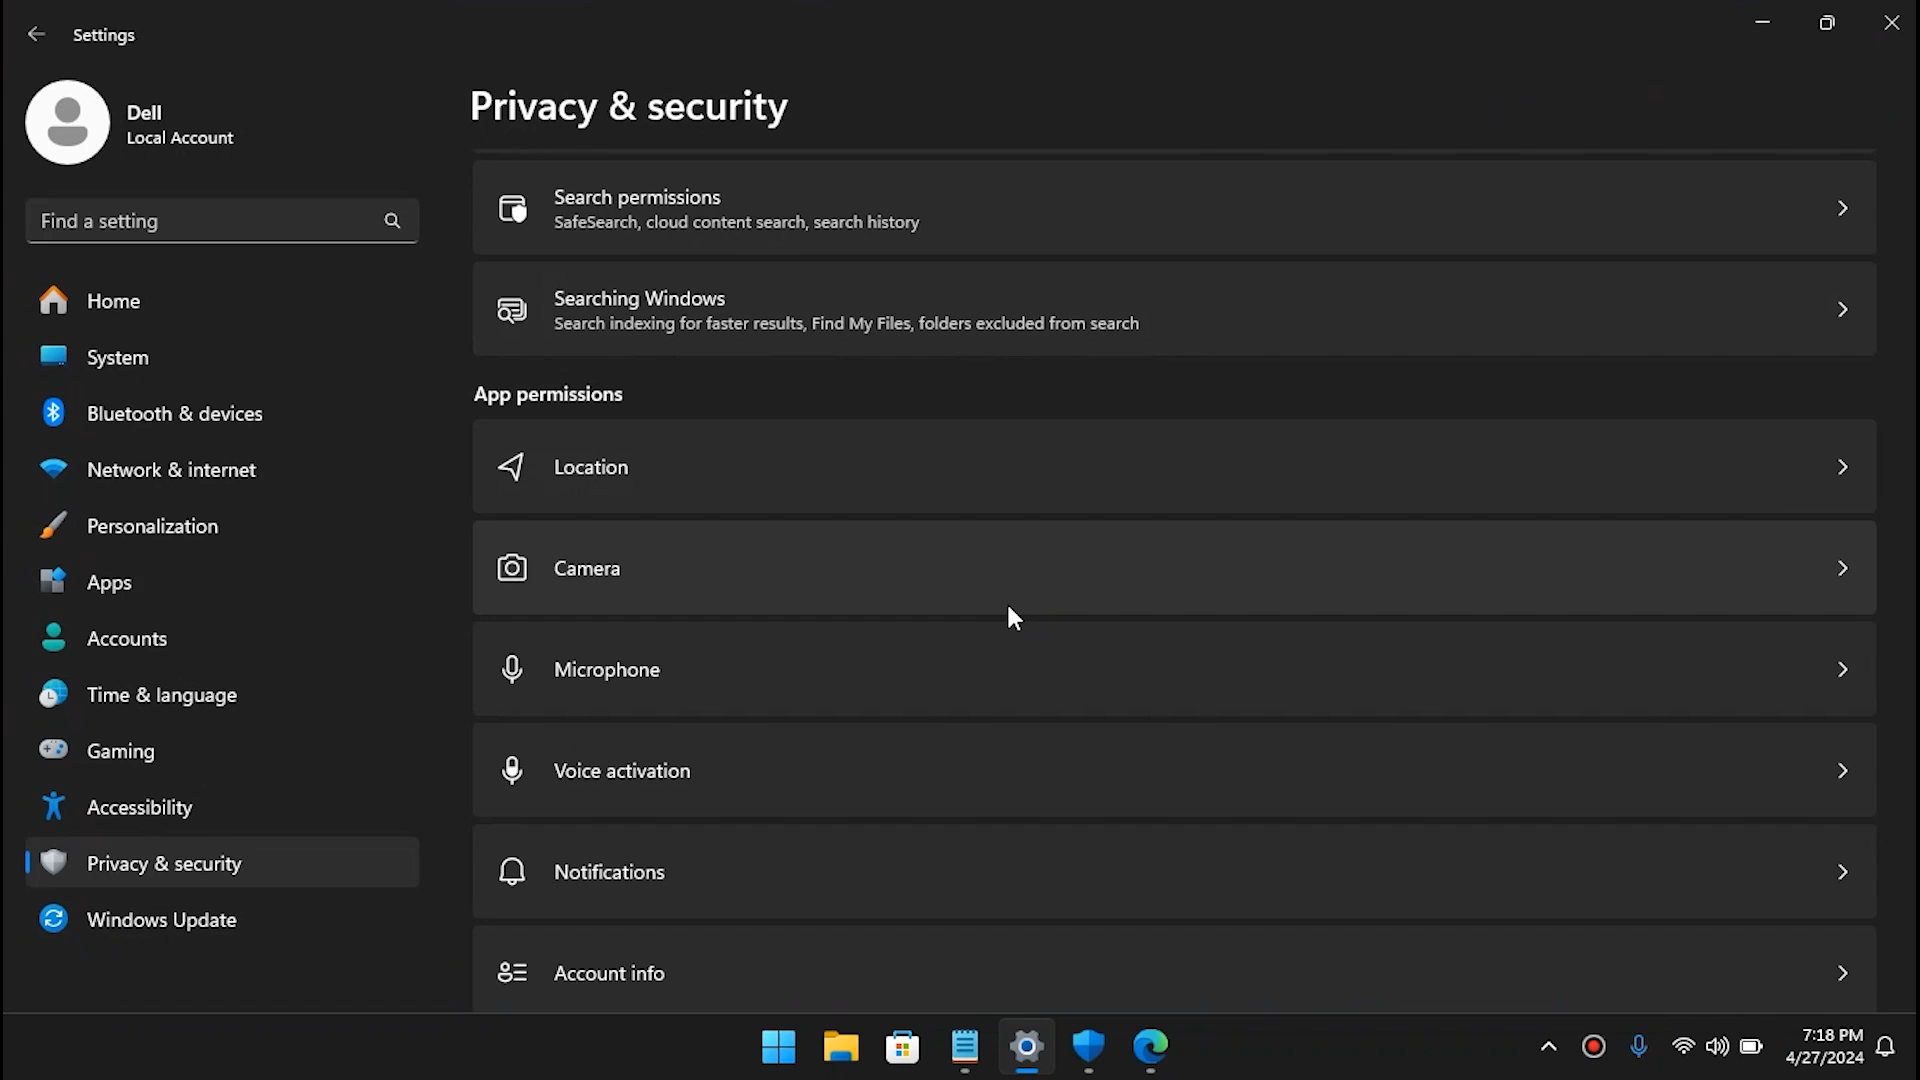 Settings
Dell
Local Account
Find a setting
Home
System
Bluetooth & devices
Network & internet
Personalization
Apps
Accounts
Time & language
Gaming
Accessibility
Privacy & security
Windows Update
Privacy & security
Search permissions
SafeSearch, cloud content search, search history
Searching Windows
Search indexing for faster results, Find My Files, folders excluded from search
App permissions
Location
Camera
Microphone
Voice activation
Notifications
Account info
7:18 PM
4/27/2024